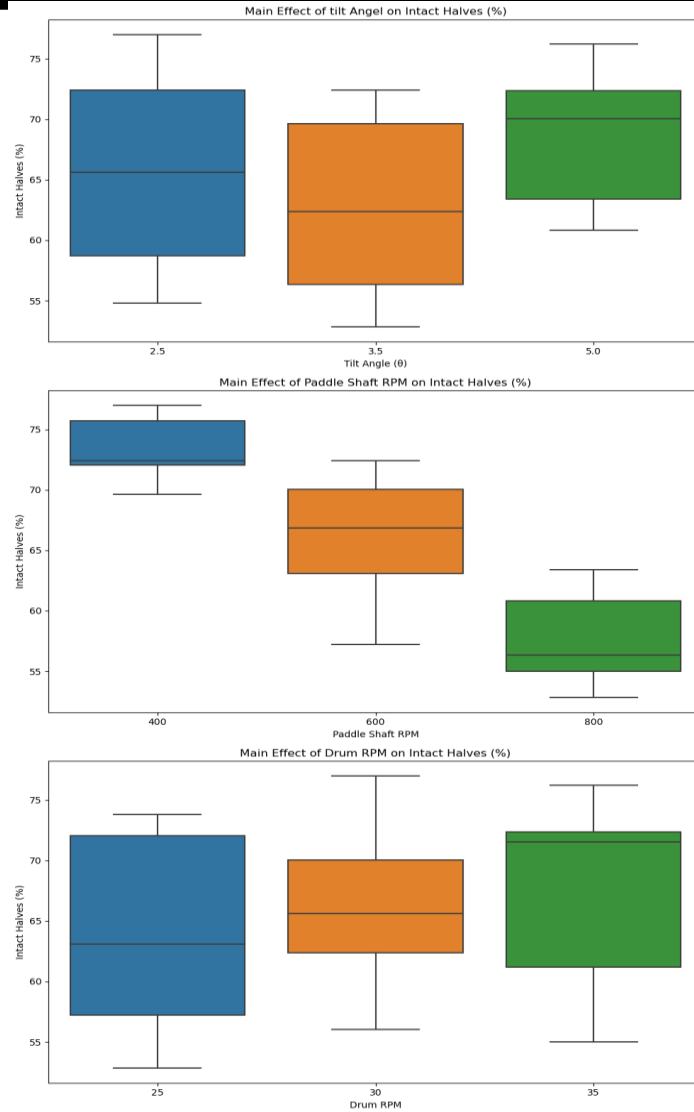 Main Effect of tilt Angel on Intact Halves (%)
75
70
65
60
55
Intact Halves (%)
2.5
3.5
5.0
Tilt Angle (θ)
Main Effect of Paddle Shaft RPM on Intact Halves (%)
75
70
65
60
55
Intact Halves (%)
400
600
800
Paddle Shaft RPM
Main Effect of Drum RPM on Intact Halves (%)
75
70
65
60
55
Intact Halves (%)
25
30
35
Drum RPM